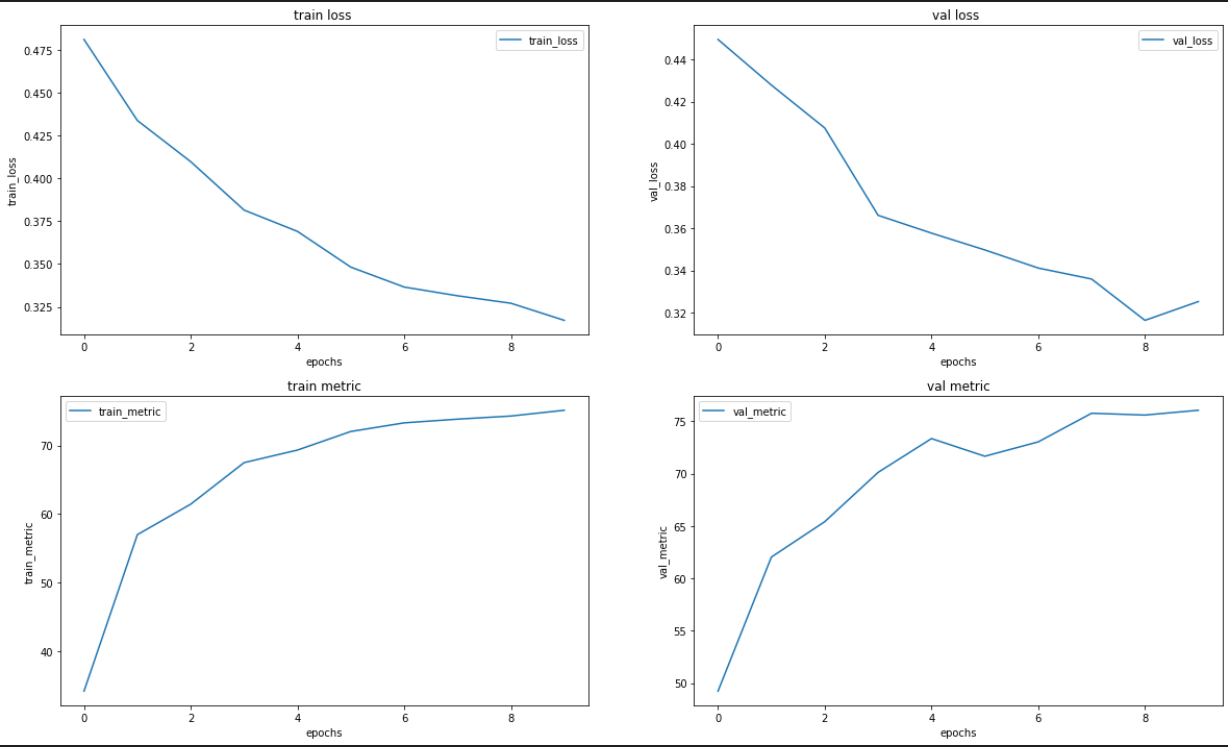 train loss
train_loss
0.475
0.450
0.425
0.400
0.375
0.350
0.325
train_loss
0 2 4 6 8
epochs
val loss
val_loss
0.44
0.42
0.40
0.38
0.36
0.34
0.32
val_loss
0 2 4 6 8
epochs
train metric
train_metric
70
60
50
40
train_metric
0 2 4 6 8
epochs
val metric
val_metric
75
70
65
60
55
50
val_metric
0 2 4 6 8
epochs